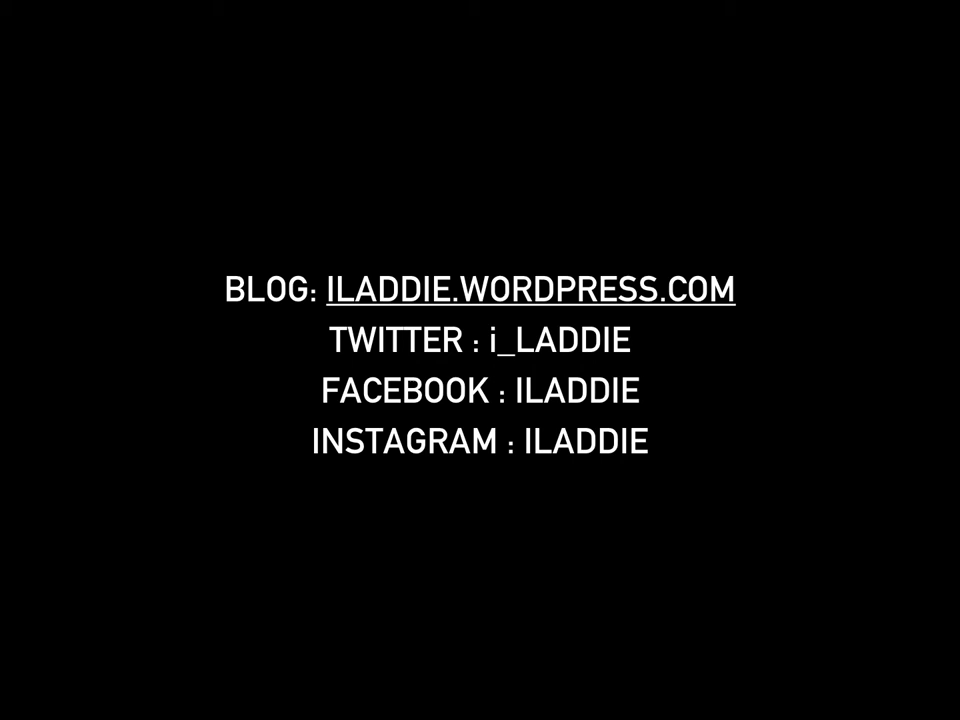 BLOG: ILADDIE.WORDPRESS.COM
TWITTER : i_LADDIE
FACEBOOK : ILADDIE
INSTAGRAM : ILADDIE